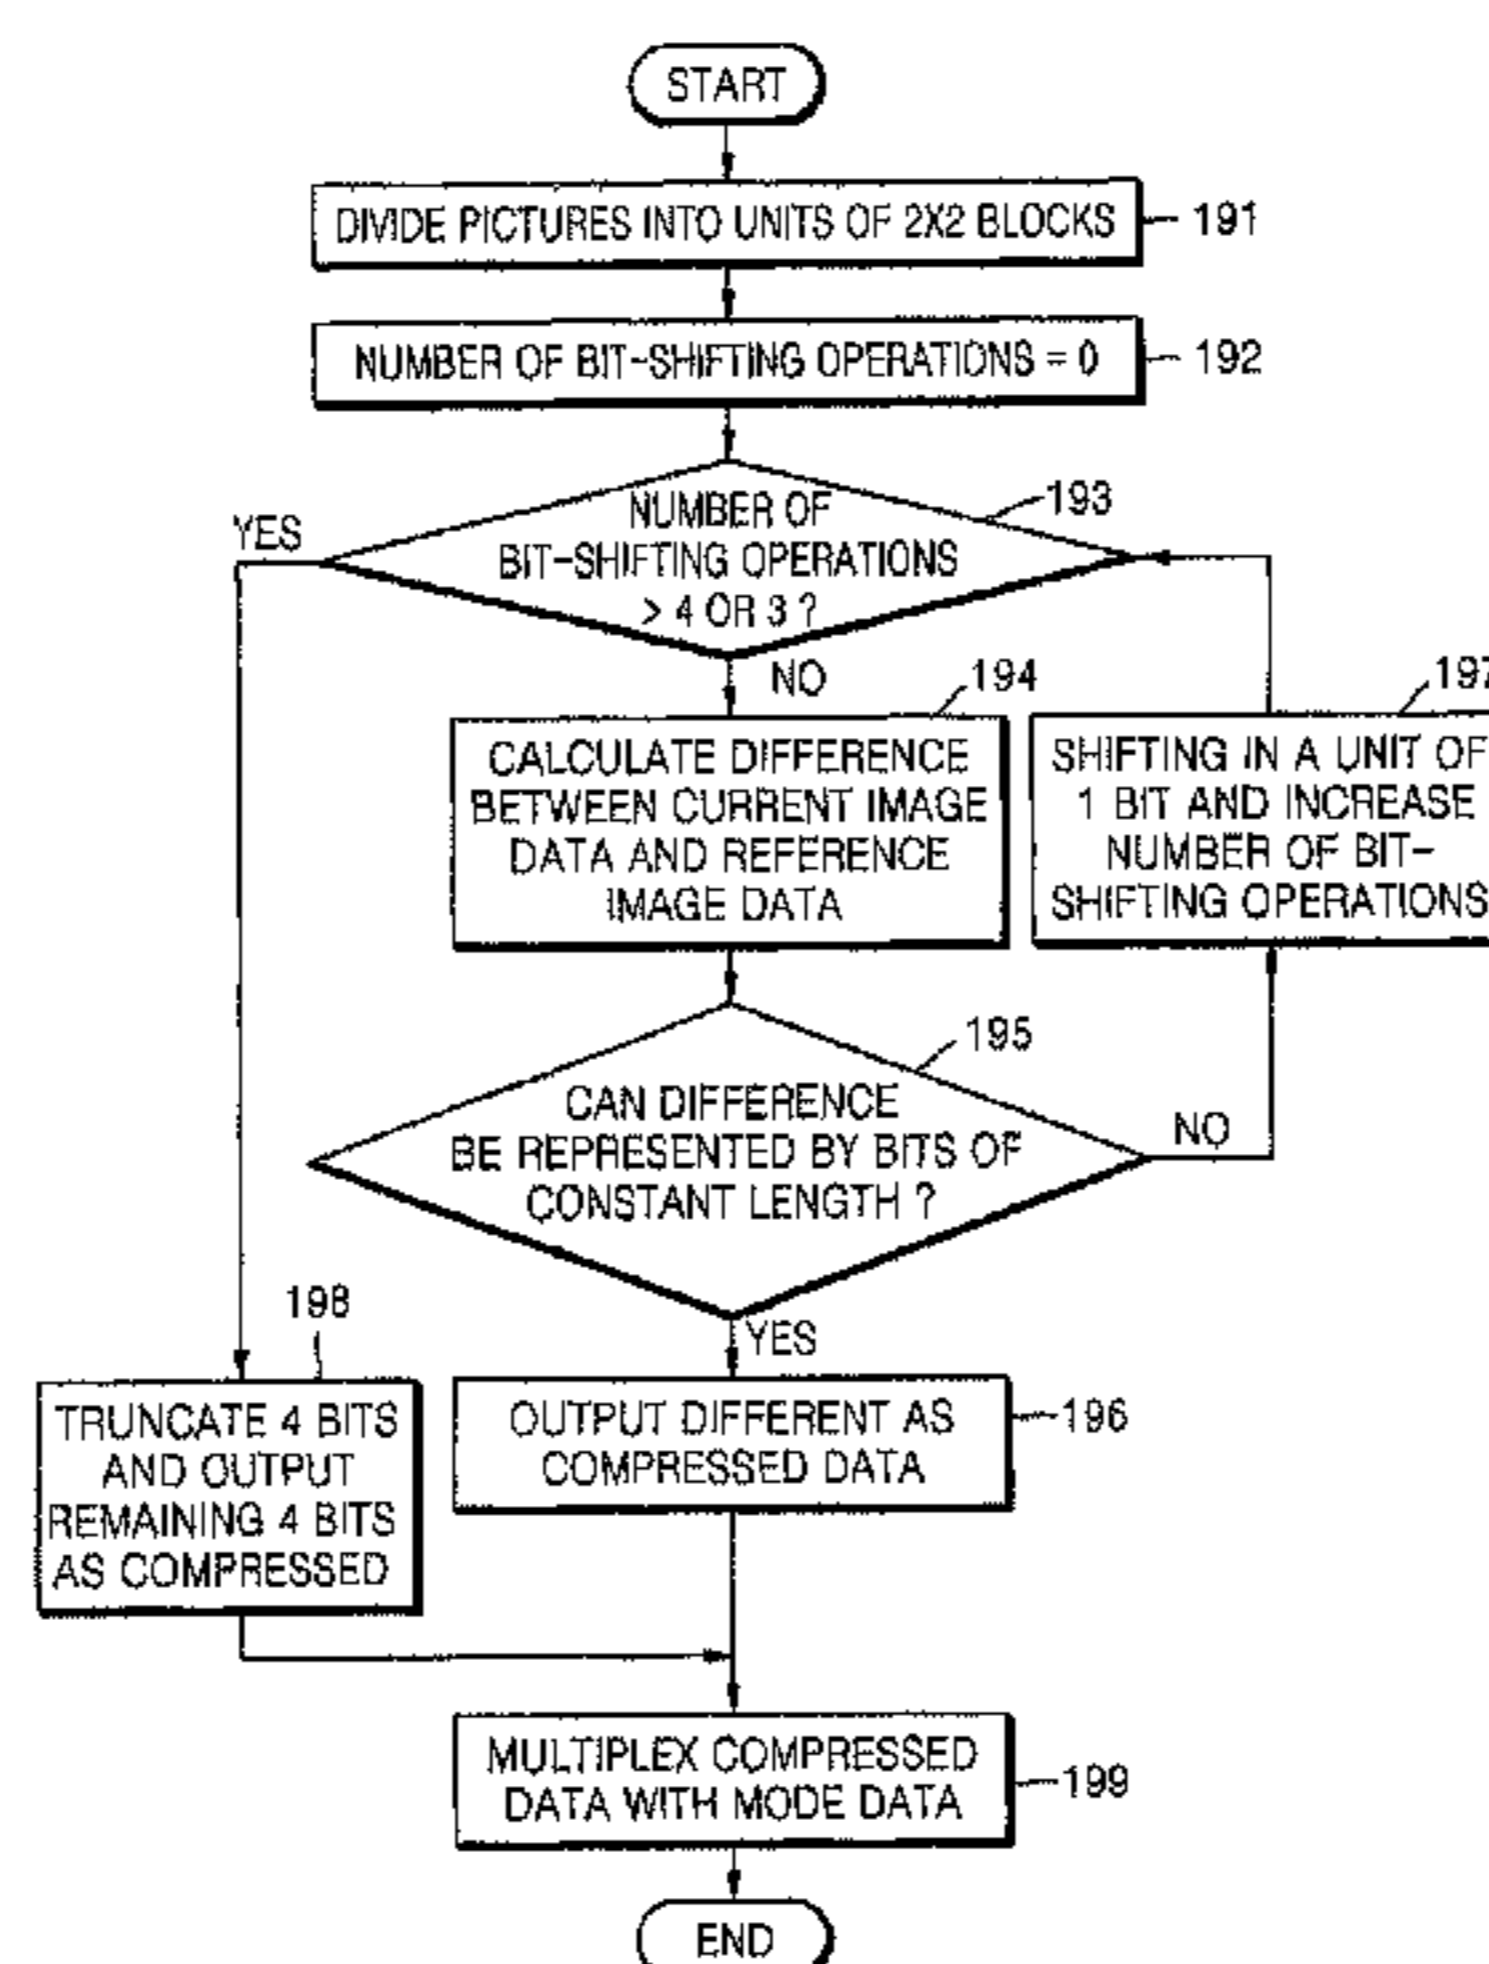 START
DIVIDE PICTURES INTO UNITS OF 2X2 BLOCKS
191
NUMBER OF BIT-SHIFTING OPERATIONS = 0
192
193
NUMBER OF
BIT-SHIFTING OPERATIONS
> 4 OR 3 ?
YES
NO
194
CALCULATE DIFFERENCE
BETWEEN CURRENT IMAGE
DATA AND REFERENCE
IMAGE DATA
197
SHIFTING IN A UNIT OF
1 BIT AND INCREASE
NUMBER OF BIT-
SHIFTING OPERATIONS
195
CAN DIFFERENCE
BE REPRESENTED BY BITS OF
CONSTANT LENGTH ?
NO
YES
198
TRUNCATE 4 BITS
AND OUTPUT
REMAINING 4 BITS
AS COMPRESSED
OUTPUT DIFFERENT AS
COMPRESSED DATA
196
MULTIPLEX COMPRESSED
DATA WITH MODE DATA
199
END